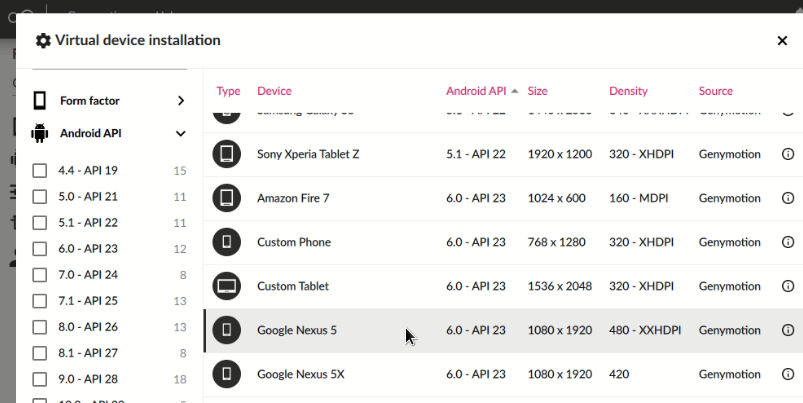 Virtual device installation
Form factor
Android API
4.4 - API 19 15
5.0 - API 21 11
5.1 - API 22 11
6.0 - API 23 12
7.0 - API 24 8
7.1 - API 25 13
8.0 - API 26 13
8.1 - API 27 8
9.0 - API 28 18
Type Device Android API Size Density Source
Sony Xperia Tablet Z 5.1 - API 22 1920 x 1200 320 - XHDPI Genymotion
Amazon Fire 7 6.0 - API 23 1024 x 600 160 - MDPI Genymotion
Custom Phone 6.0 - API 23 768 x 1280 320 - XHDPI Genymotion
Custom Tablet 6.0 - API 23 1536 x 2048 320 - XHDPI Genymotion
Google Nexus 5 6.0 - API 23 1080 x 1920 480 - XXHDPI Genymotion
Google Nexus 5X 6.0 - API 23 1080 x 1920 420 Genymotion